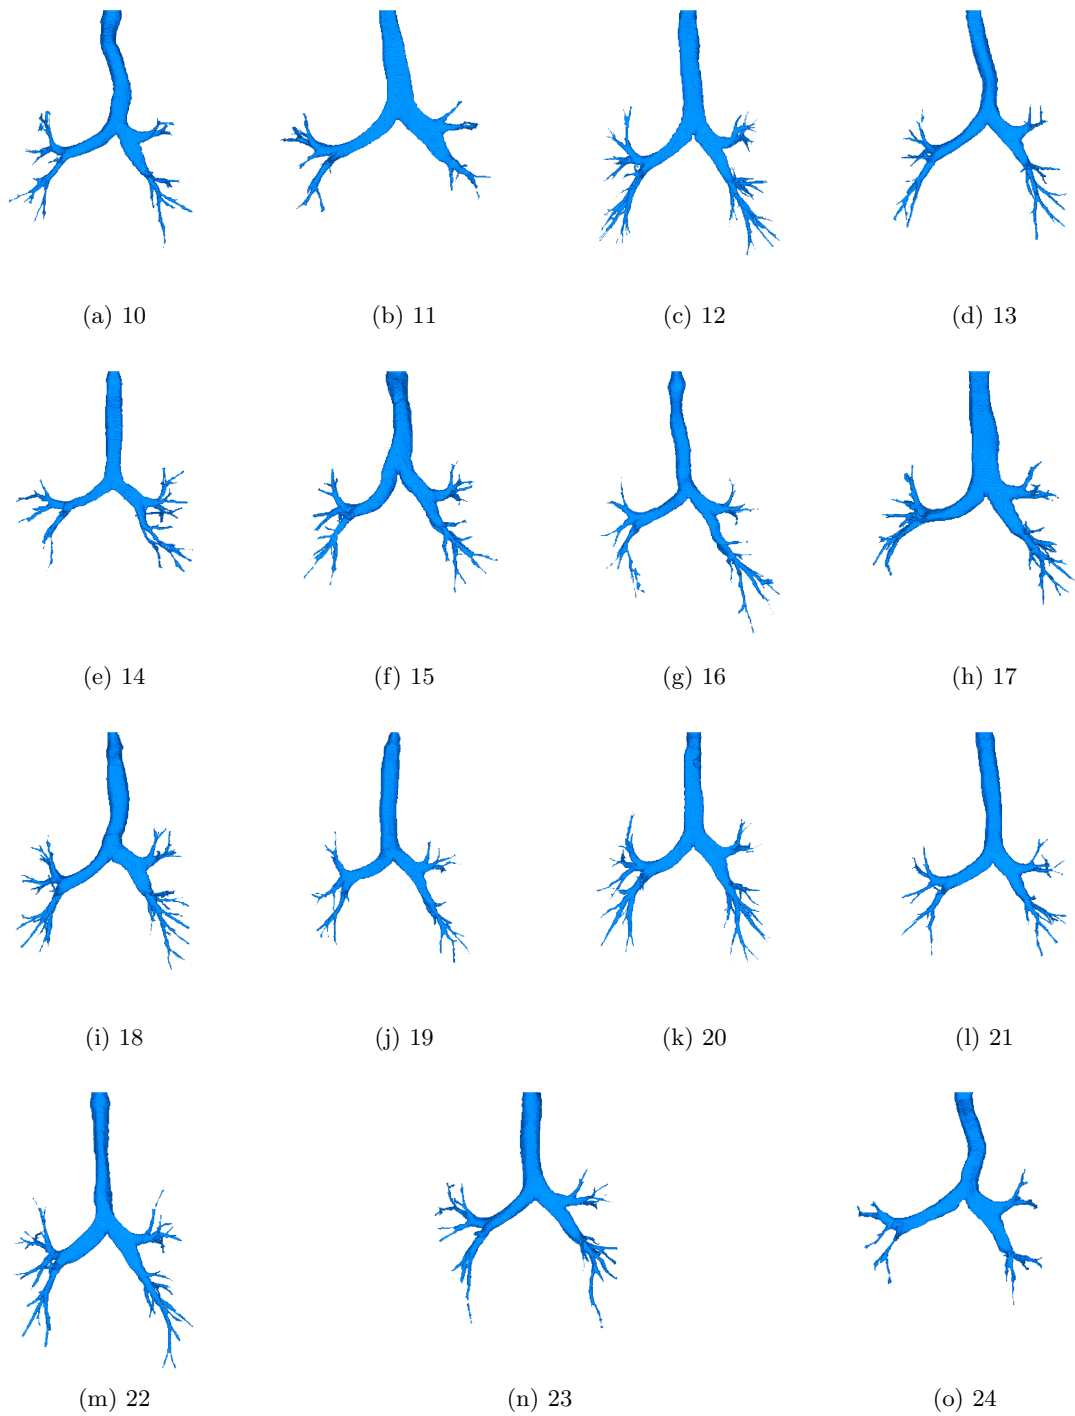 (a) 10
(b) 11
(c) 12
(d) 13
(e) 14
(f) 15
(g) 16
(h) 17
(i) 18
(j) 19
(k) 20
(l) 21
(m) 22
(n) 23
(o) 24